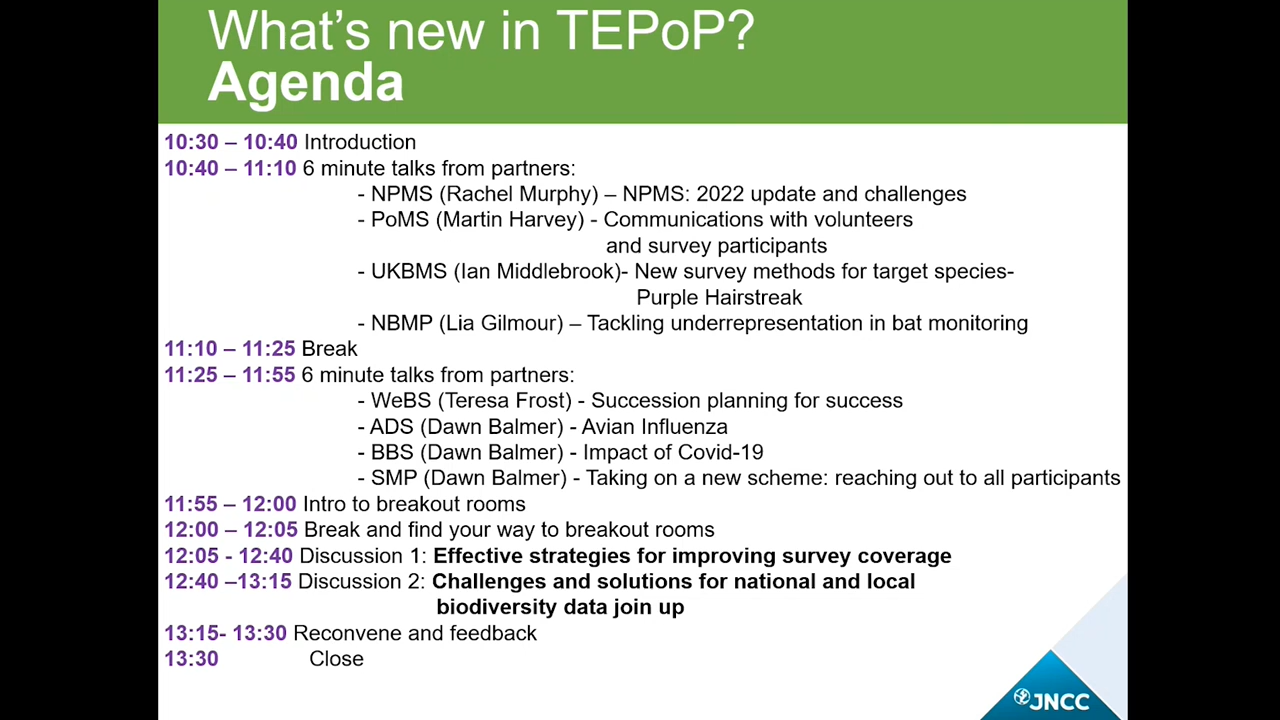 What's new in TEPoP?
Agenda
10:30 – 10:40 Introduction
10:40 – 11:10 6 minute talks from partners:
- NPMS (Rachel Murphy) – NPMS: 2022 update and challenges
- PoMS (Martin Harvey) - Communications with volunteers
and survey participants
- UKBMS (Ian Middlebrook)- New survey methods for target species-
Purple Hairstreak
- NBMP (Lia Gilmour) – Tackling underrepresentation in bat monitoring
11:10 – 11:25 Break
11:25 – 11:55 6 minute talks from partners:
- WeBS (Teresa Frost) - Succession planning for success
- ADS (Dawn Balmer) - Avian Influenza
- BBS (Dawn Balmer) - Impact of Covid-19
- SMP (Dawn Balmer) - Taking on a new scheme: reaching out to all participants
11:55 – 12:00 Intro to breakout rooms
12:00 – 12:05 Break and find your way to breakout rooms
12:05 - 12:40 Discussion 1: Effective strategies for improving survey coverage
12:40 –13:15 Discussion 2: Challenges and solutions for national and local
biodiversity data join up
13:15- 13:30 Reconvene and feedback
13:30 Close
JNCC